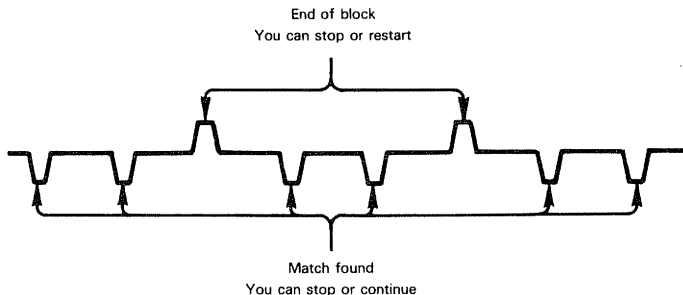 End of block
You can stop or restart
Match found
You can stop or continue